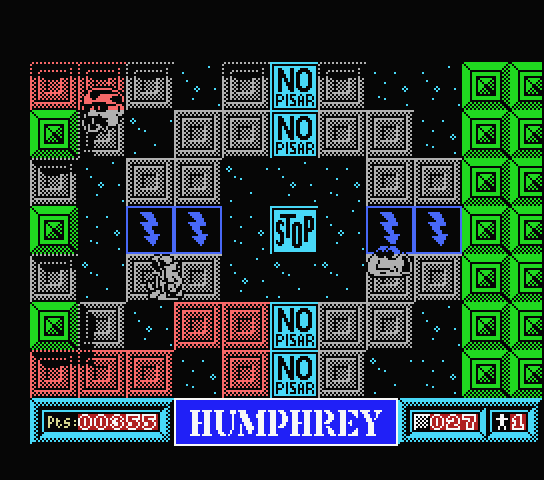 NO
PISAR
NO
PISAR
STOP
NO
PISAR
NO
PISAR
Pts:00355
HUMPHREY
027
1